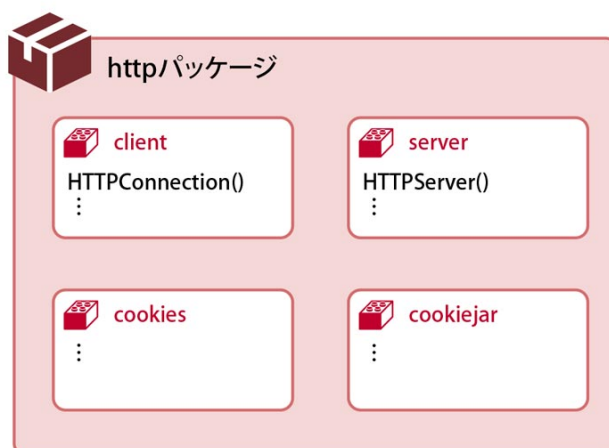 httpパッケージ
client
HTTPConnection()
⋮
server
HTTPServer()
⋮
cookies
⋮
cookiejar
⋮